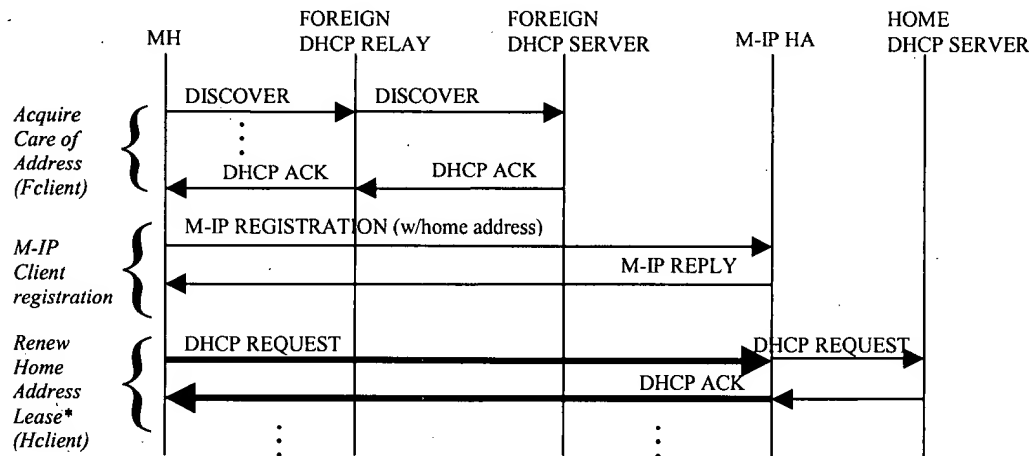 MH
FOREIGN
DHCP RELAY
FOREIGN
DHCP SERVER
M-IP HA
HOME
DHCP SERVER
Acquire
Care of
Address
(Fclient)
DISCOVER
DISCOVER
DHCP ACK
DHCP ACK
M-IP
Client
registration
M-IP REGISTRATION (w/home address)
M-IP REPLY
Renew
Home
Address
Lease*
(Hclient)
DHCP REQUEST
DHCP REQUEST
DHCP ACK